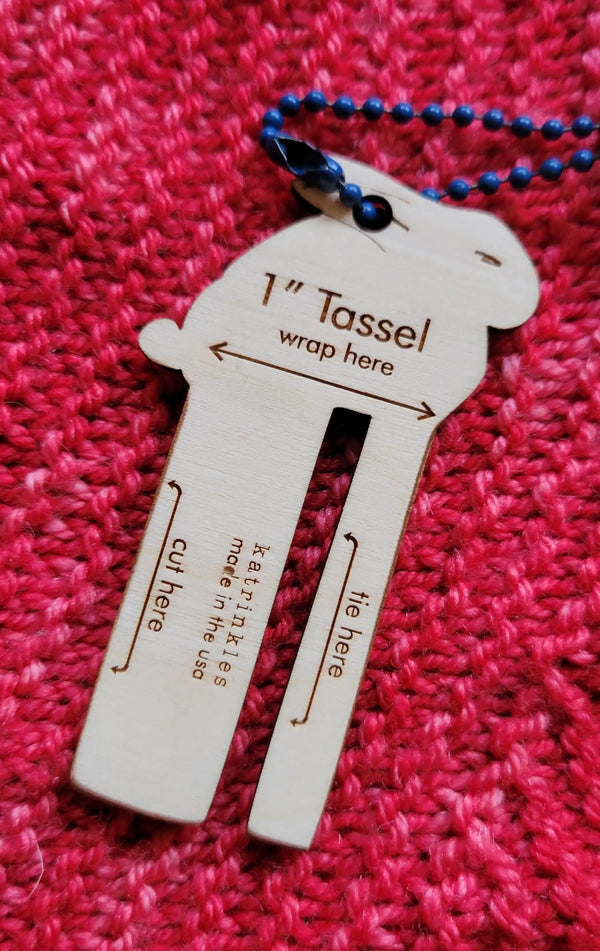 1" Tassel
wrap here
cut here
katrinkles
made in the usa
tie here